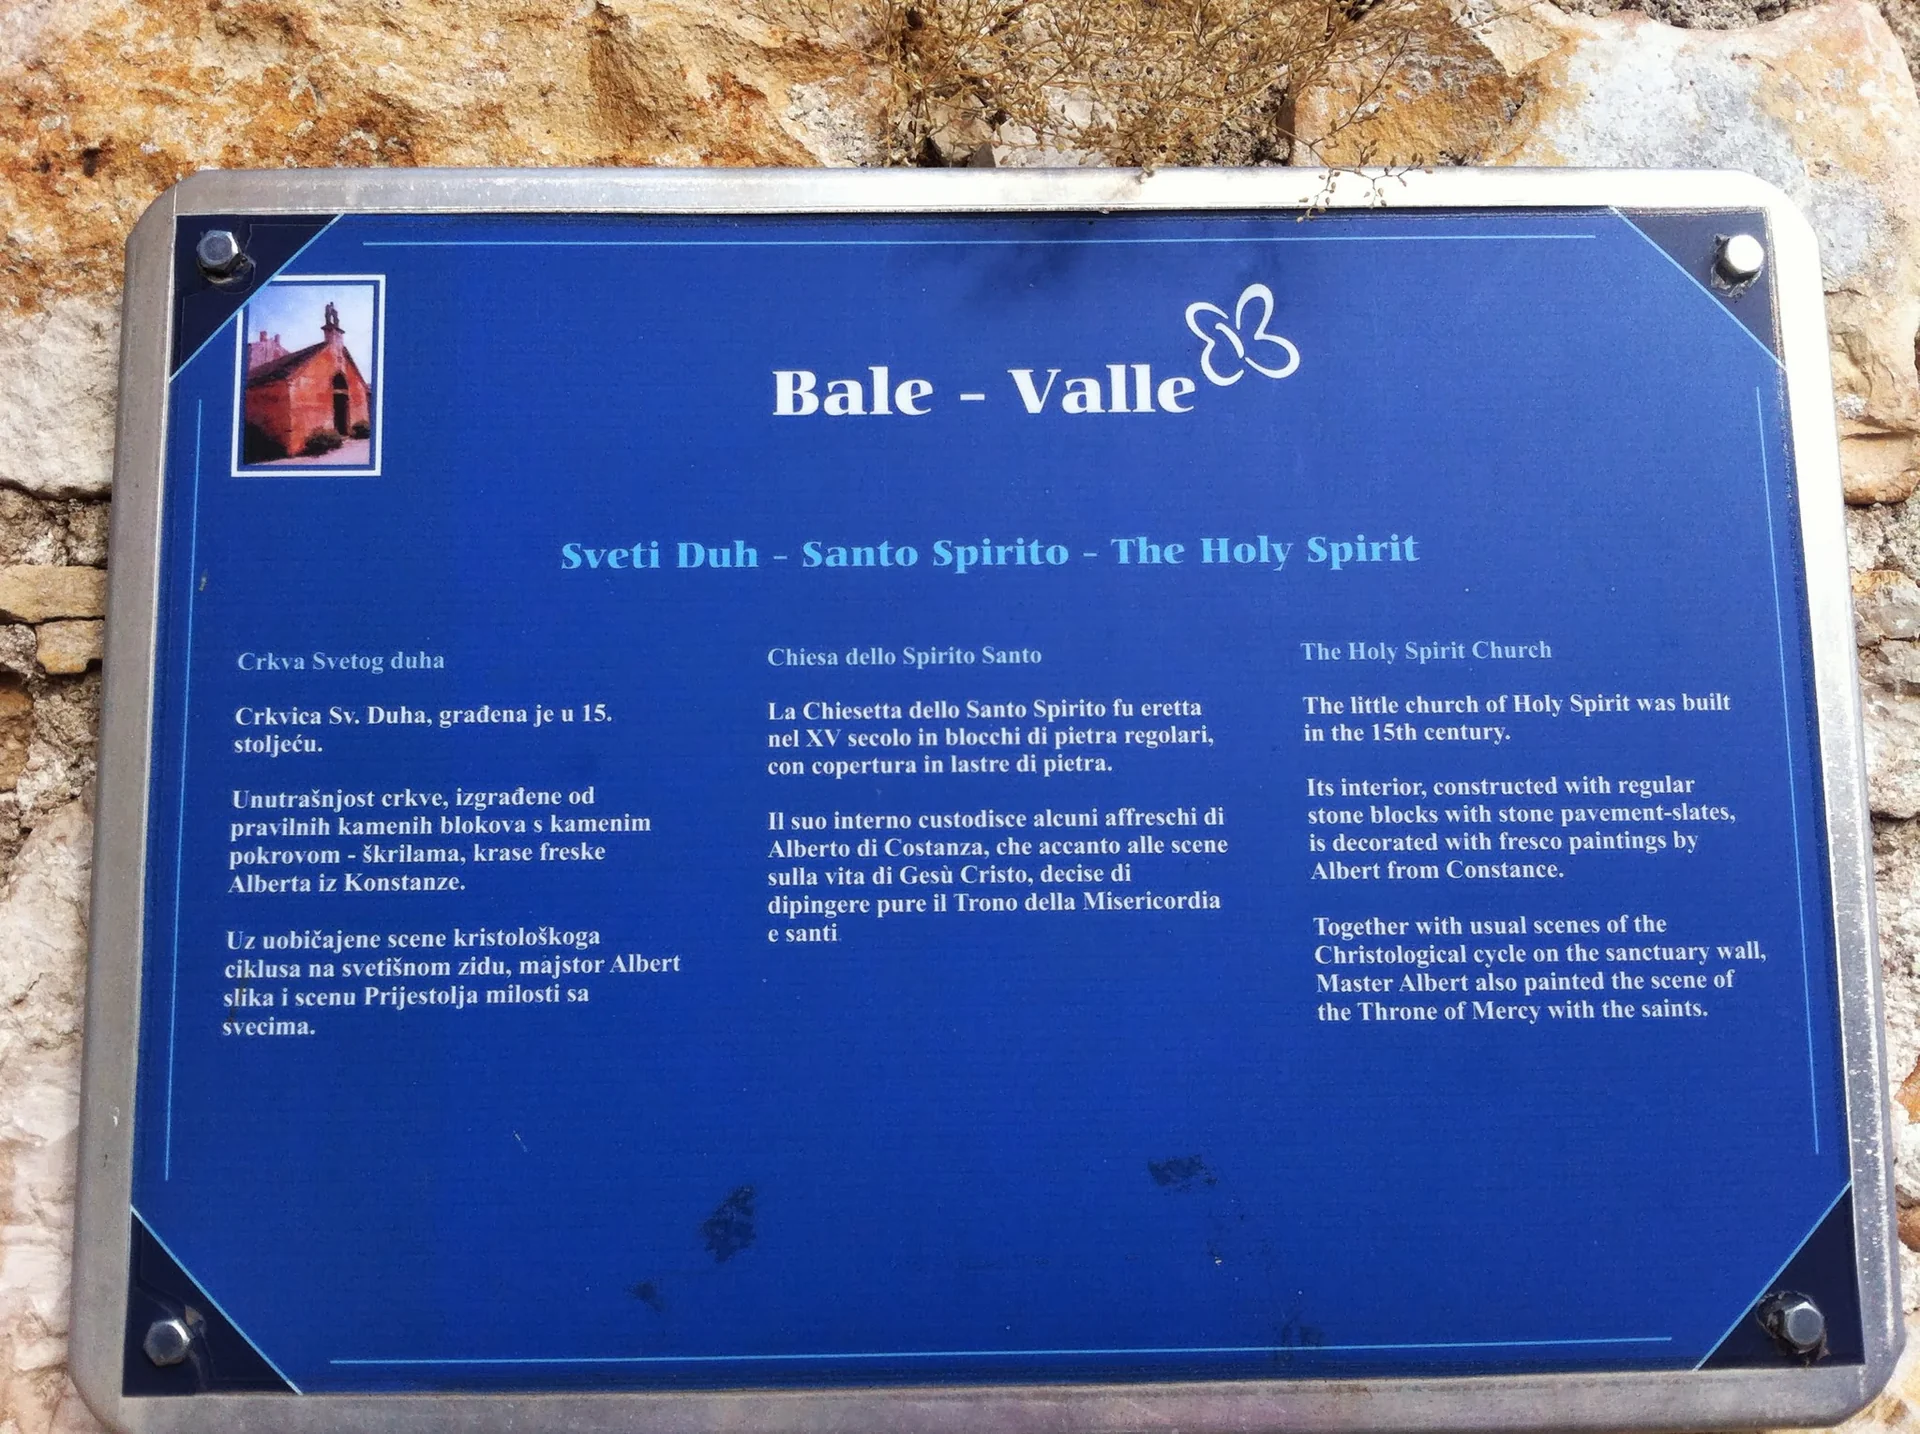 Bale - Valle
Sveti Duh - Santo Spirito - The Holy Spirit
Crkva Svetog duha
Crkvica Sv. Duha, građena je u 15.
stoljeću.
Unutrašnjost crkve, izgrađene od
pravilnih kamenih blokova s kamenim
pokrovom - škrilama, krase freske
Alberta iz Konstanze.
Uz uobičajene scene kristološkoga
ciklusa na svetišnom zidu, majstor Albert
slika i scenu Prijestolja milosti sa
svecima.
Chiesa dello Spirito Santo
La Chiesetta dello Santo Spirito fu eretta
nel XV secolo in blocchi di pietra regolari,
con copertura in lastre di pietra.
Il suo interno custodisce alcuni affreschi di
Alberto di Costanza, che accanto alle scene
sulla vita di Gesù Cristo, decise di
dipingere pure il Trono della Misericordia
e santi
The Holy Spirit Church
The little church of Holy Spirit was built
in the 15th century.
Its interior, constructed with regular
stone blocks with stone pavement-slates,
is decorated with fresco paintings by
Albert from Constance.
Together with usual scenes of the
Christological cycle on the sanctuary wall,
Master Albert also painted the scene of
the Throne of Mercy with the saints.